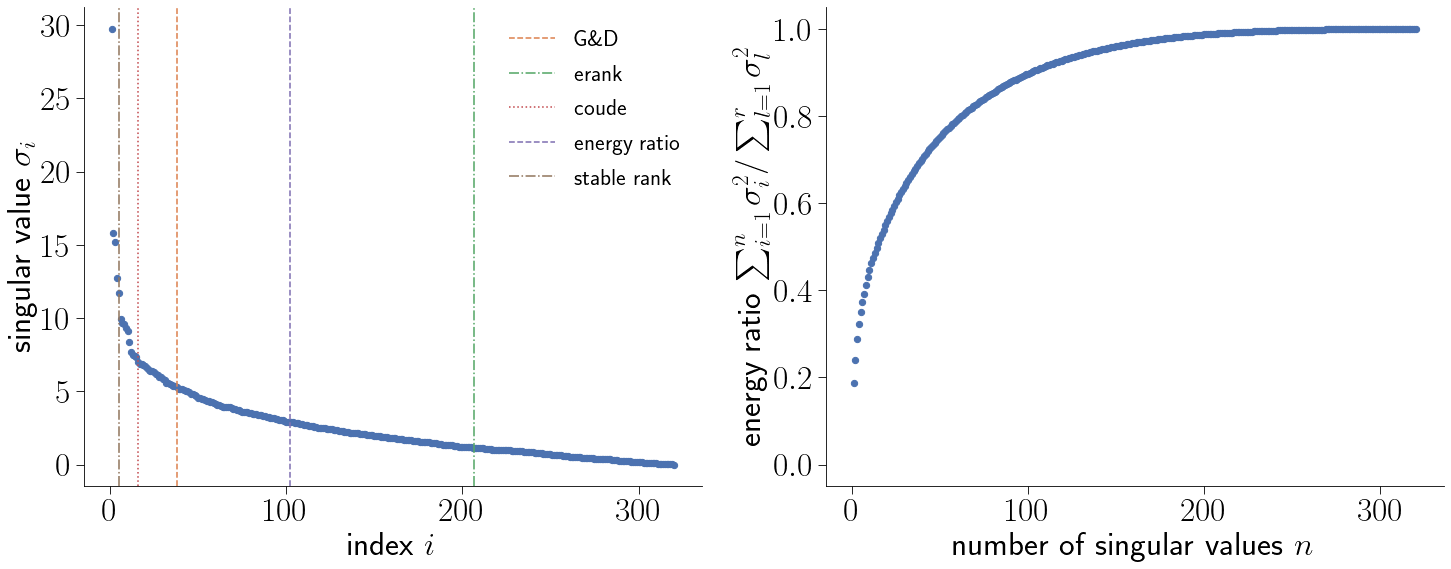 singular value σ_i
30
25
20
15
10
5
0
0 100 200 300
index i
G&D
erank
coude
energy ratio
stable rank
energy ratio ∑_{i=1}^{n} σ_i^2 / ∑_{l=1}^{r} σ_l^2
1.0
0.8
0.6
0.4
0.2
0.0
0 100 200 300
number of singular values n